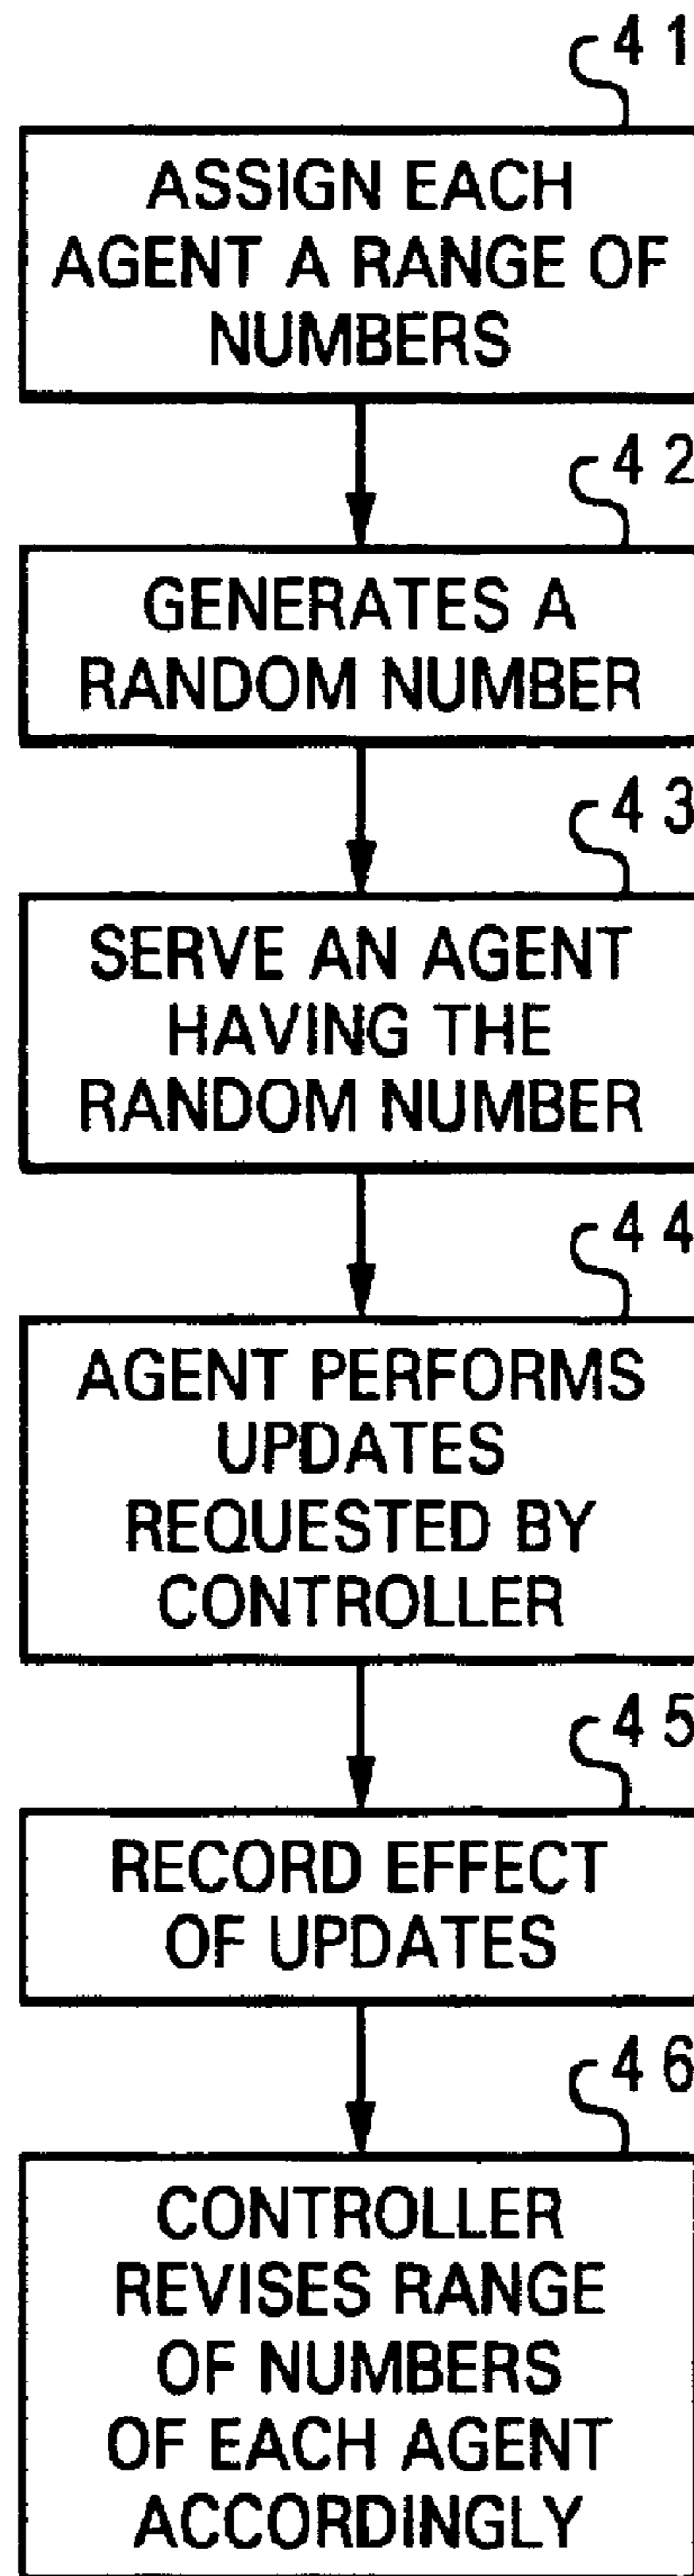 41
ASSIGN EACH
AGENT A RANGE OF
NUMBERS
42
GENERATES A
RANDOM NUMBER
43
SERVE AN AGENT
HAVING THE
RANDOM NUMBER
44
AGENT PERFORMS
UPDATES
REQUESTED BY
CONTROLLER
45
RECORD EFFECT
OF UPDATES
46
CONTROLLER
REVISES RANGE
OF NUMBERS
OF EACH AGENT
ACCORDINGLY